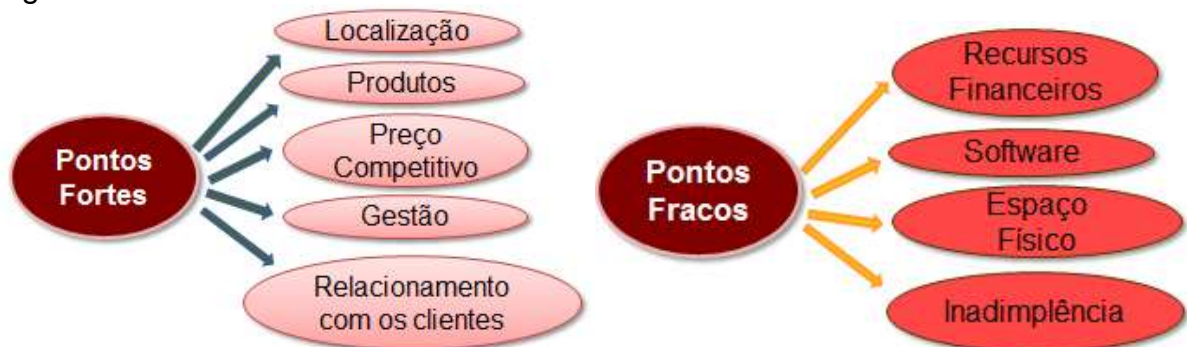 Pontos
Fortes
Localização
Produtos
Preço
Competitivo
Gestão
Relacionamento
com os clientes
Pontos
Fracos
Recursos
Financeiros
Software
Espaço
Físico
Inadimplência